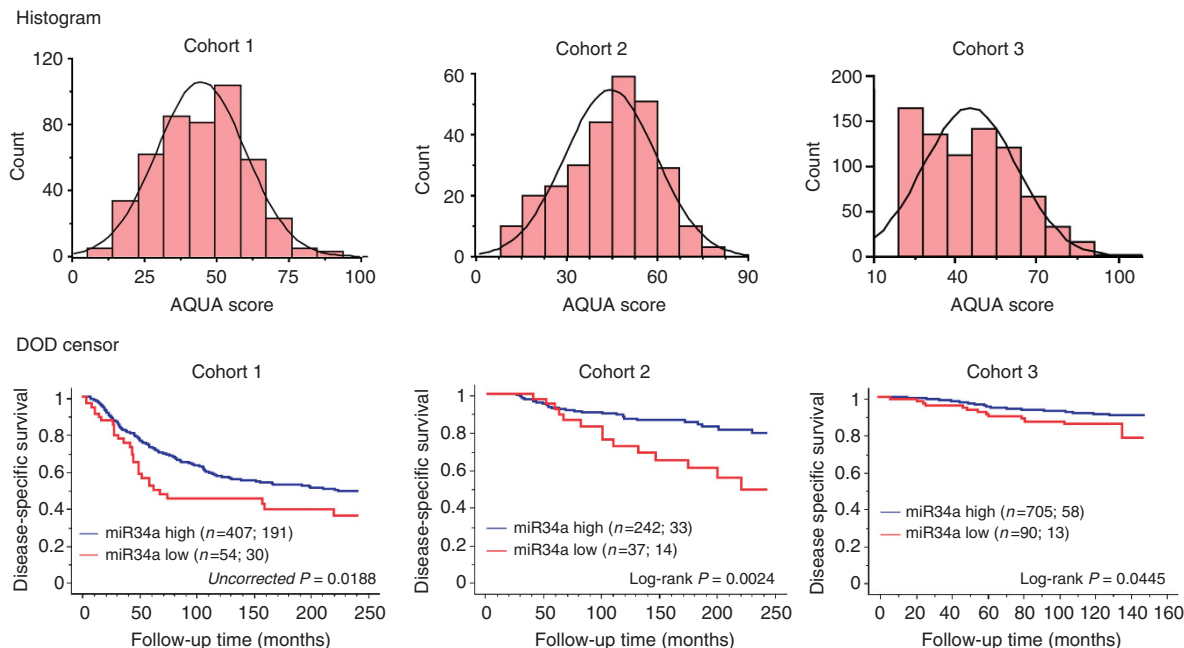 Histogram
Cohort 1
Cohort 2
Cohort 3
120
80
40
0
Count
0 25 50 75 100
AQUA score
60
40
20
0
Count
0 30 60 90
AQUA score
200
150
100
50
0
Count
10 40 70 100
AQUA score
DOD censor
Cohort 1
Cohort 2
Cohort 3
Disease-specific survival
1
0.8
0.6
0.4
0.2
0
miR34a high (n=407; 191)
miR34a low (n=54; 30)
Uncorrected P = 0.0188
0 50 100 150 200 250
Follow-up time (months)
Disease-specific survival
1
0.8
0.6
0.4
0.2
0
miR34a high (n=242; 33)
miR34a low (n=37; 14)
Log-rank P = 0.0024
0 50 100 150 200 250
Follow-up time (months)
Disease specific survival
1
0.8
0.6
0.4
0.2
0
miR34a high (n=705; 58)
miR34a low (n=90; 13)
Log-rank P = 0.0445
0 20 40 60 80 100 120 140 160
Follow-up time (months)